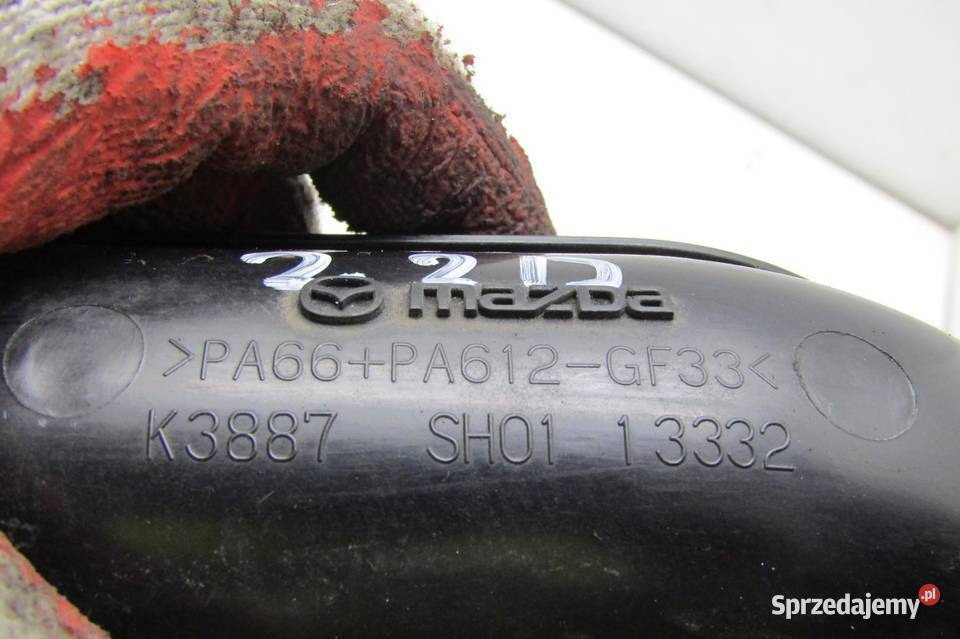 2.2D
mazda
>PA66+PA612-GF33<
K3887 SH01 13332
Sprzedajemy.pl